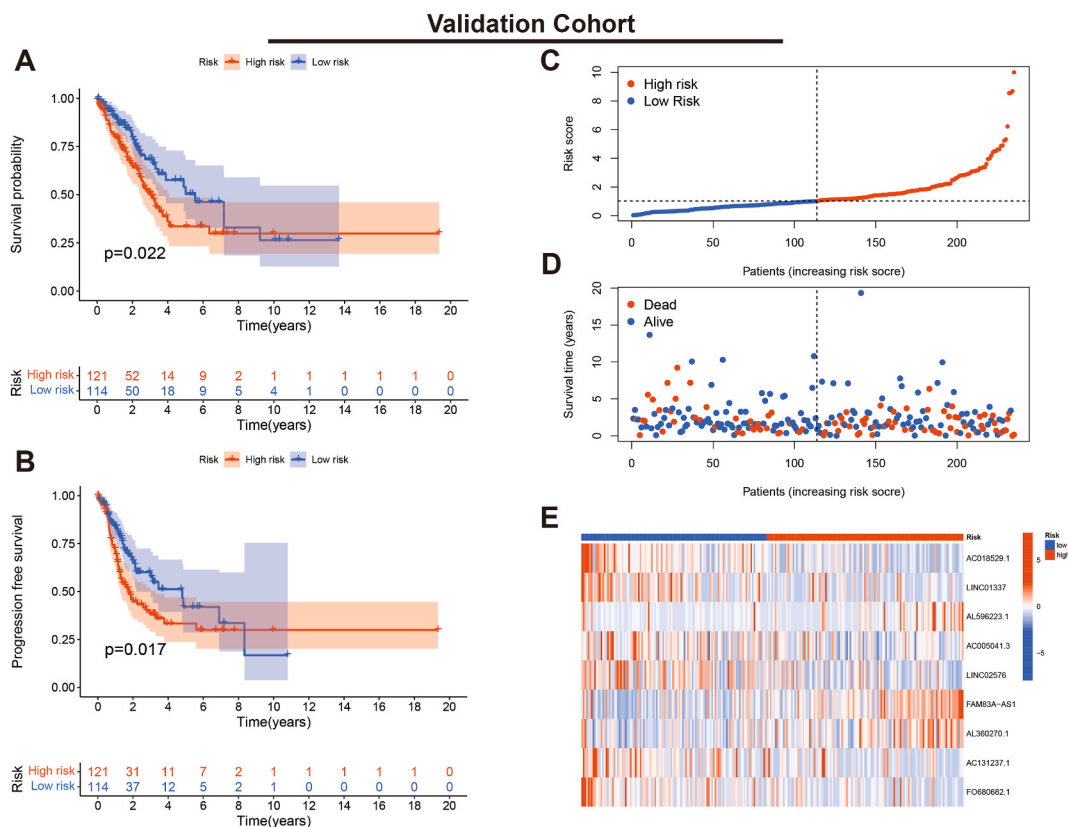 Validation Cohort
A
Risk High risk Low risk
Survival probability
1.00
0.75
0.50
0.25
0.00
p=0.022
0 2 4 6 8 10 12 14 16 18 20
Time(years)
Risk
High risk 121 52 14 9 2 1 1 1 1 1 0
Low risk 114 50 18 9 5 4 1 0 0 0 0
0 2 4 6 8 10 12 14 16 18 20
Time(years)
B
Risk High risk Low risk
Progression free survival
1.00
0.75
0.50
0.25
0.00
p=0.017
0 2 4 6 8 10 12 14 16 18 20
Time(years)
Risk
High risk 121 31 11 7 2 1 1 1 1 1 0
Low risk 114 37 12 5 2 1 0 0 0 0 0
0 2 4 6 8 10 12 14 16 18 20
Time(years)
C
High risk
Low Risk
Risk score
10
8
6
4
2
0
0 50 100 150 200
Patients (increasing risk socre)
D
Dead
Alive
Survival time (years)
20
15
10
5
0
0 50 100 150 200
Patients (increasing risk socre)
E
Risk
AC018529.1
LINC01337
AL596223.1
AC005041.3
LINC02576
FAM83A−AS1
AL360270.1
AC131237.1
FO680682.1
5
0
−5
Risk
low
high